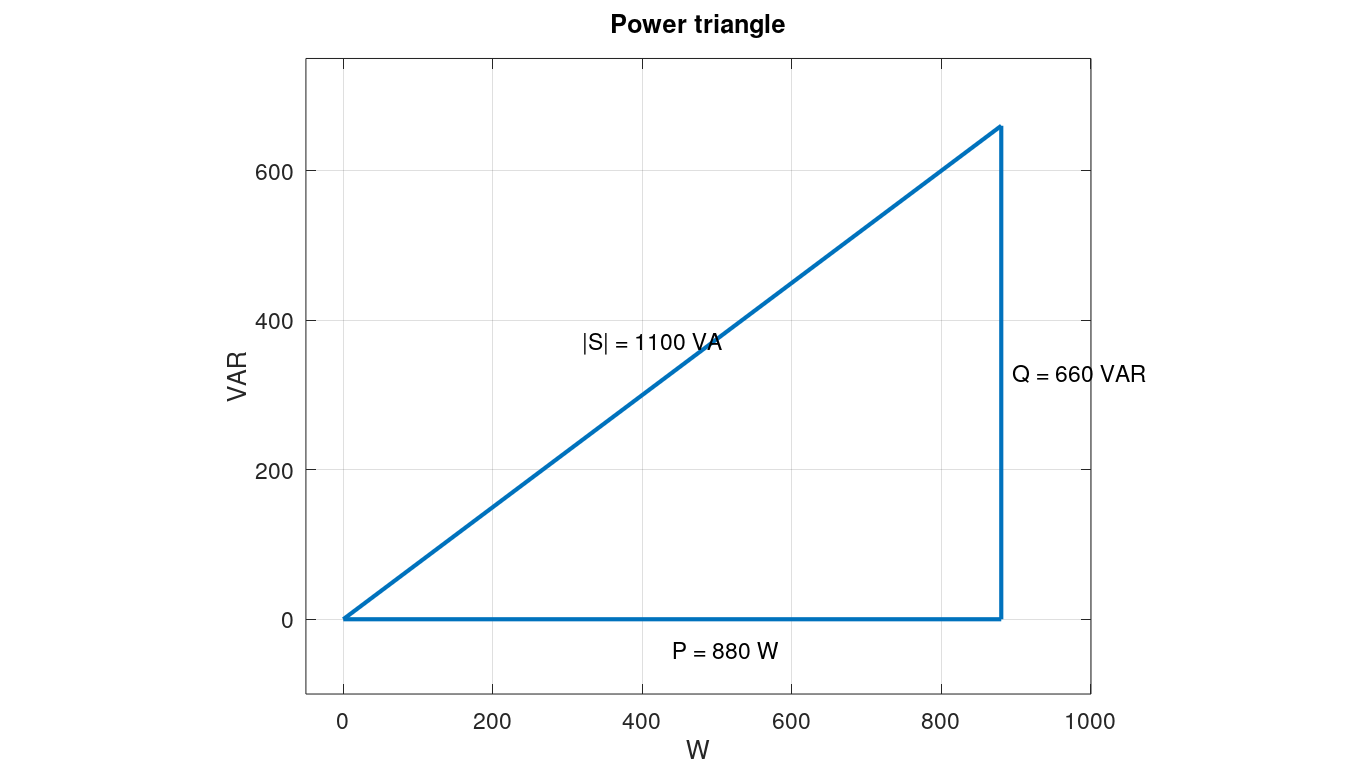 Power triangle
600
400
|S| = 1100 VA
VAR
Q = 660 VAR
200
0
P = 880 W
0 200 400 600 800 1000
W